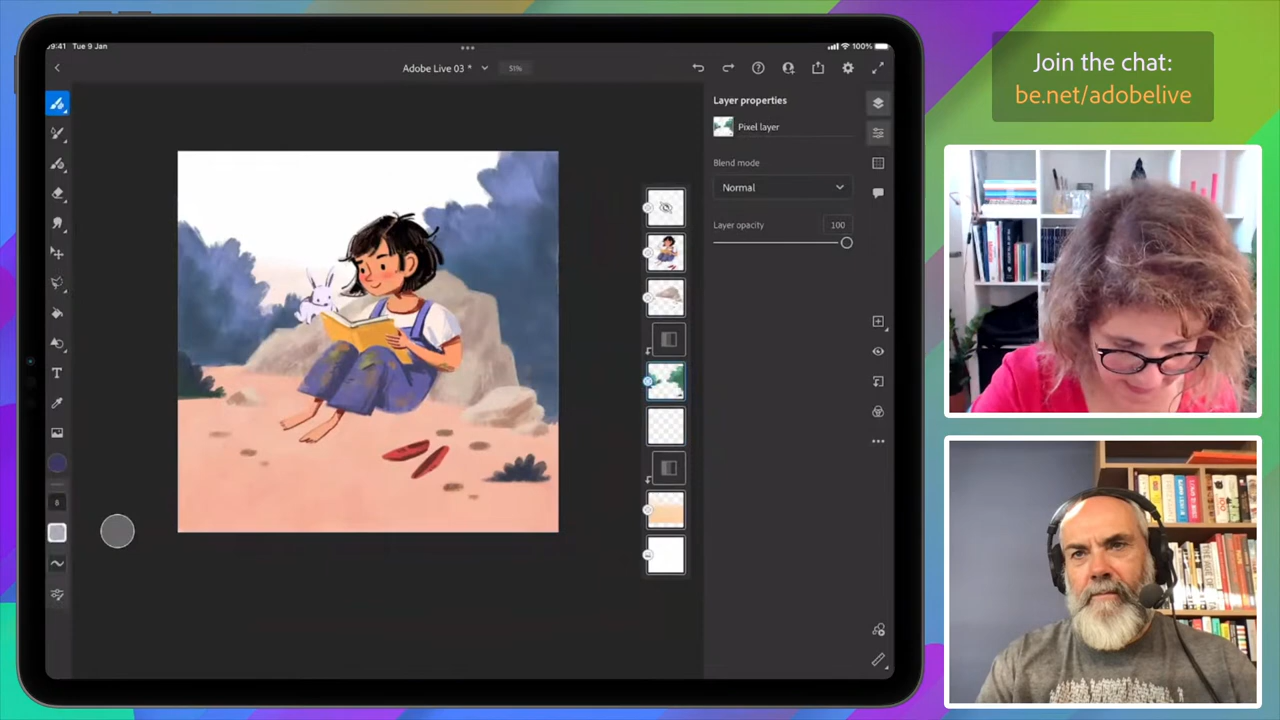 9:41 Tue 9 Jan
100%
Adobe Live 03 *
51%
Layer properties
Pixel layer
Blend mode
Normal
Layer opacity
100
8
T
Join the chat:
be.net/adobelive